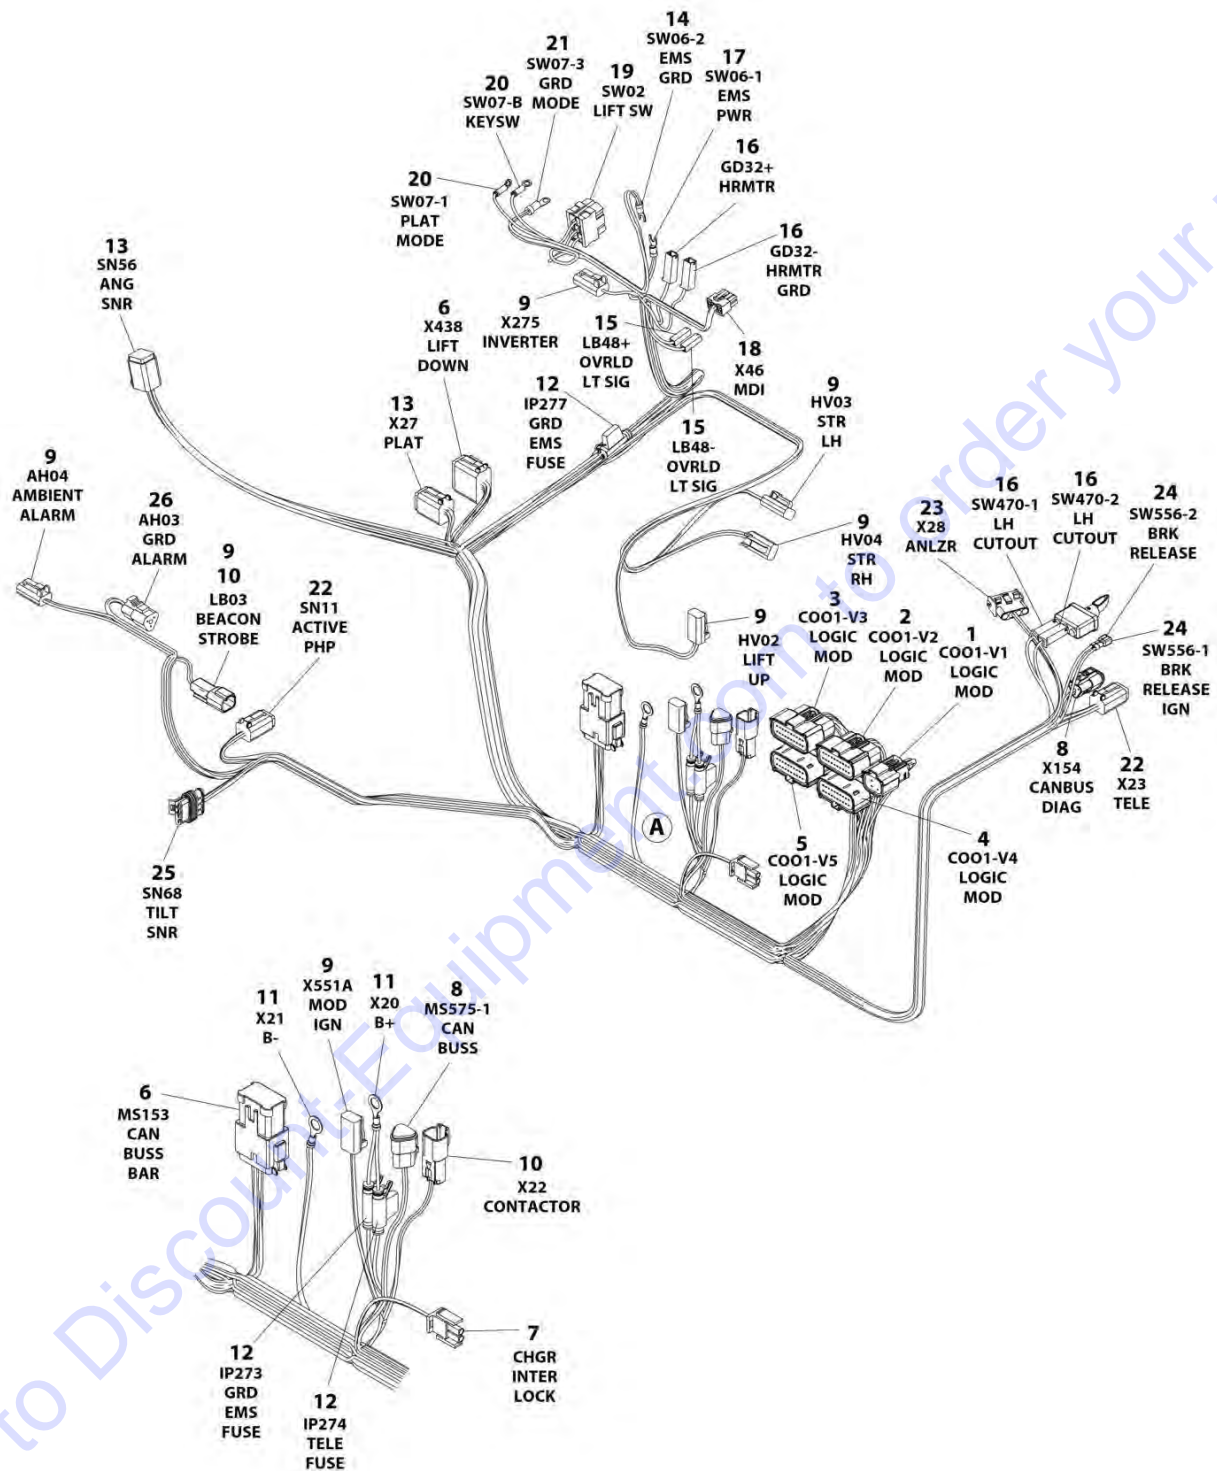 14
SW06-2
EMS
GRD
21
SW07-3
GRD
MODE
17
SW06-1
EMS
PWR
19
SW02
LIFT SW
20
SW07-B
KEYSW
16
GD32+
HRMTR
20
SW07-1
PLAT
MODE
16
GD32-
HRMTR
GRD
13
SN56
ANG
SNR
6
X438
LIFT
DOWN
9
X275
INVERTER
15
LB48+
OVRLD
LT SIG
18
X46
MDI
12
IP277
GRD
EMS
FUSE
9
HV03
STR
LH
13
X27
PLAT
15
LB48-
OVRLD
LT SIG
9
AH04
AMBIENT
ALARM
26
AH03
GRD
ALARM
16
SW470-1
LH
CUTOUT
16
SW470-2
LH
CUTOUT
24
SW556-2
BRK
RELEASE
23
X28
ANLZR
9
HV04
STR
RH
9
10
LB03
BEACON
STROBE
22
SN11
ACTIVE
PHP
3
COO1-V3
LOGIC
MOD
2
COO1-V2
LOGIC
MOD
1
COO1-V1
LOGIC
MOD
9
HV02
LIFT
UP
24
SW556-1
BRK
RELEASE
IGN
8
X154
CANBUS
DIAG
22
X23
TELE
A
5
COO1-V5
LOGIC
MOD
4
COO1-V4
LOGIC
MOD
25
SN68
TILT
SNR
9
X551A
MOD
IGN
11
X21
B-
11
X20
B+
8
MS575-1
CAN
BUSS
6
MS153
CAN
BUSS
BAR
10
X22
CONTACTOR
7
CHGR
INTER
LOCK
12
IP273
GRD
EMS
FUSE
12
IP274
TELE
FUSE
to Discount-Equipment.com to order your